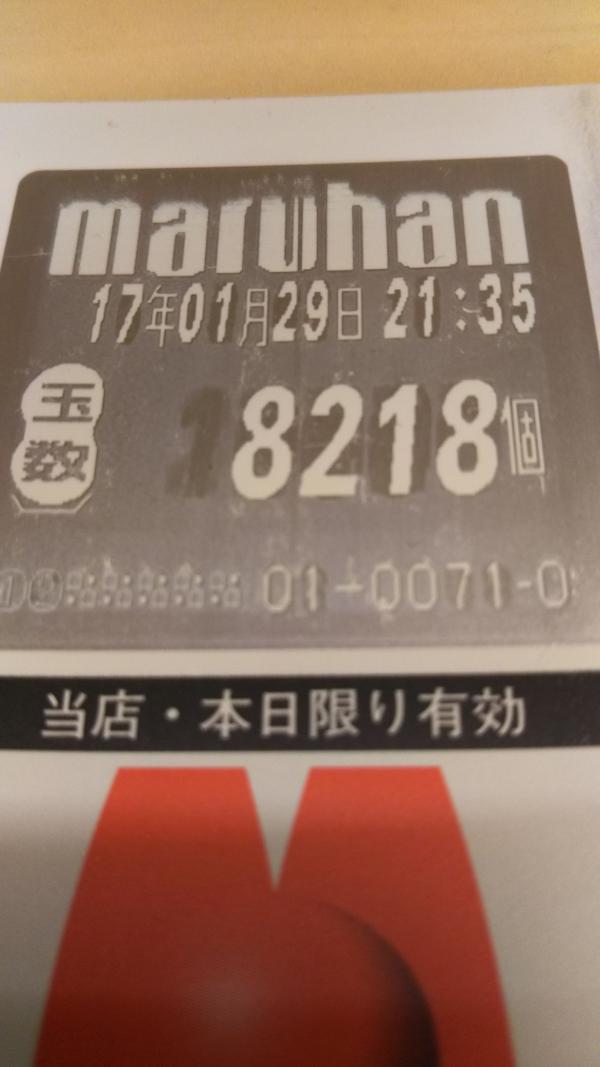 maruhan
17年01月29日 21:35
玉数 8218個
01-0071-0
当店・本日限り有効